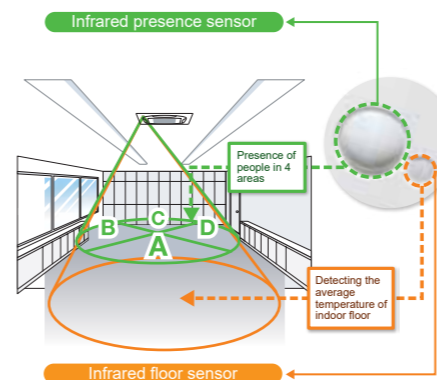 Infrared presence sensor
Presence of
people in 4
areas
C
B
D
A
Detecting the
average
temperature of
indoor floor
Infrared floor sensor